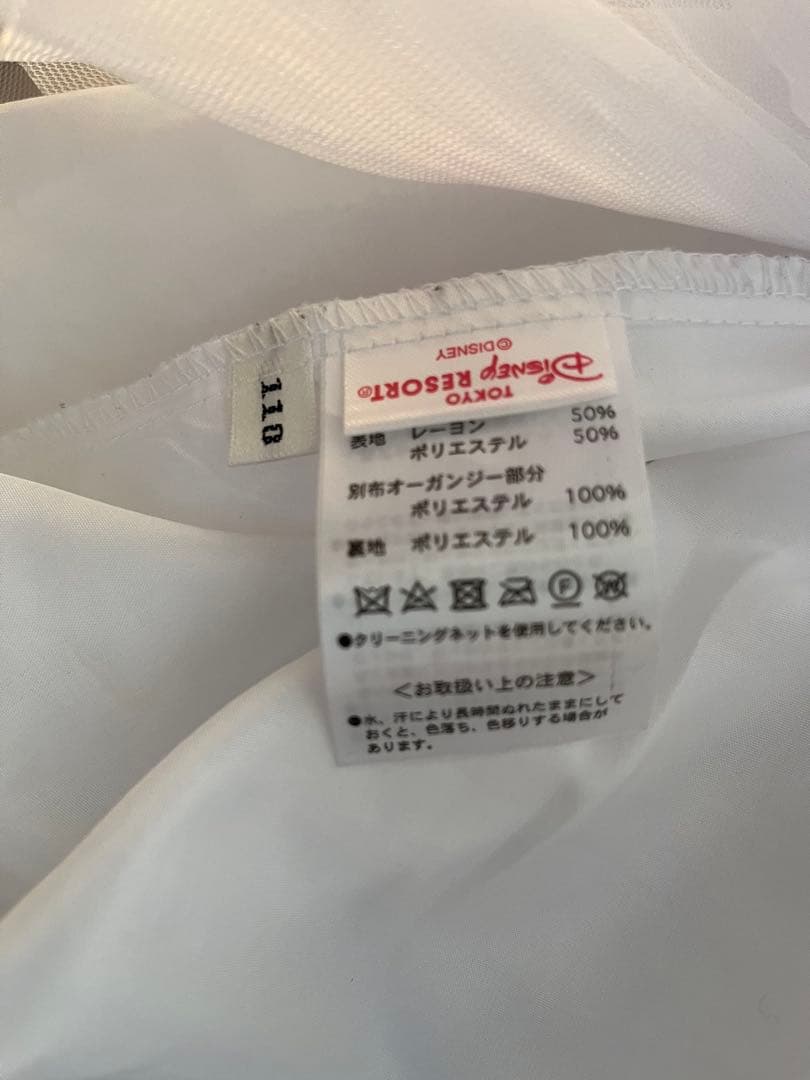 TOKYO
Disney RESORT®
©DISNEY
110
表地 レーヨン 50%
ポリエステル 50%
別布オーガンジー部分
ポリエステル 100%
裏地 ポリエステル 100%
F
W
●クリーニングネットを使用してください。
<お取扱い上の注意>
●水、汗により長時間ぬれたままにして
おくと、色落ち、色移りする場合が
あります。